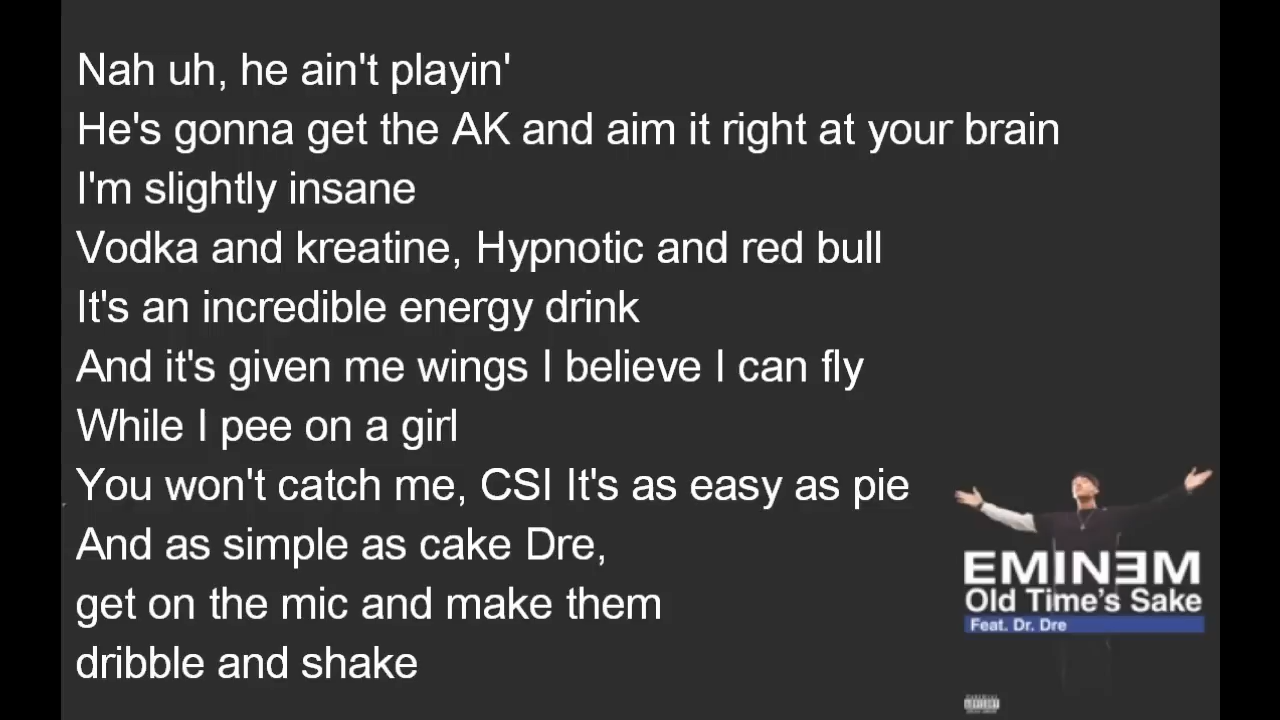 Nah uh, he ain't playin'
He's gonna get the AK and aim it right at your brain
I'm slightly insane
Vodka and kreatine, Hypnotic and red bull
It's an incredible energy drink
And it's given me wings I believe I can fly
While I pee on a girl
You won't catch me, CSI It's as easy as pie
And as simple as cake Dre,
get on the mic and make them
dribble and shake
EMINƎM
Old Time's Sake
Feat. Dr. Dre